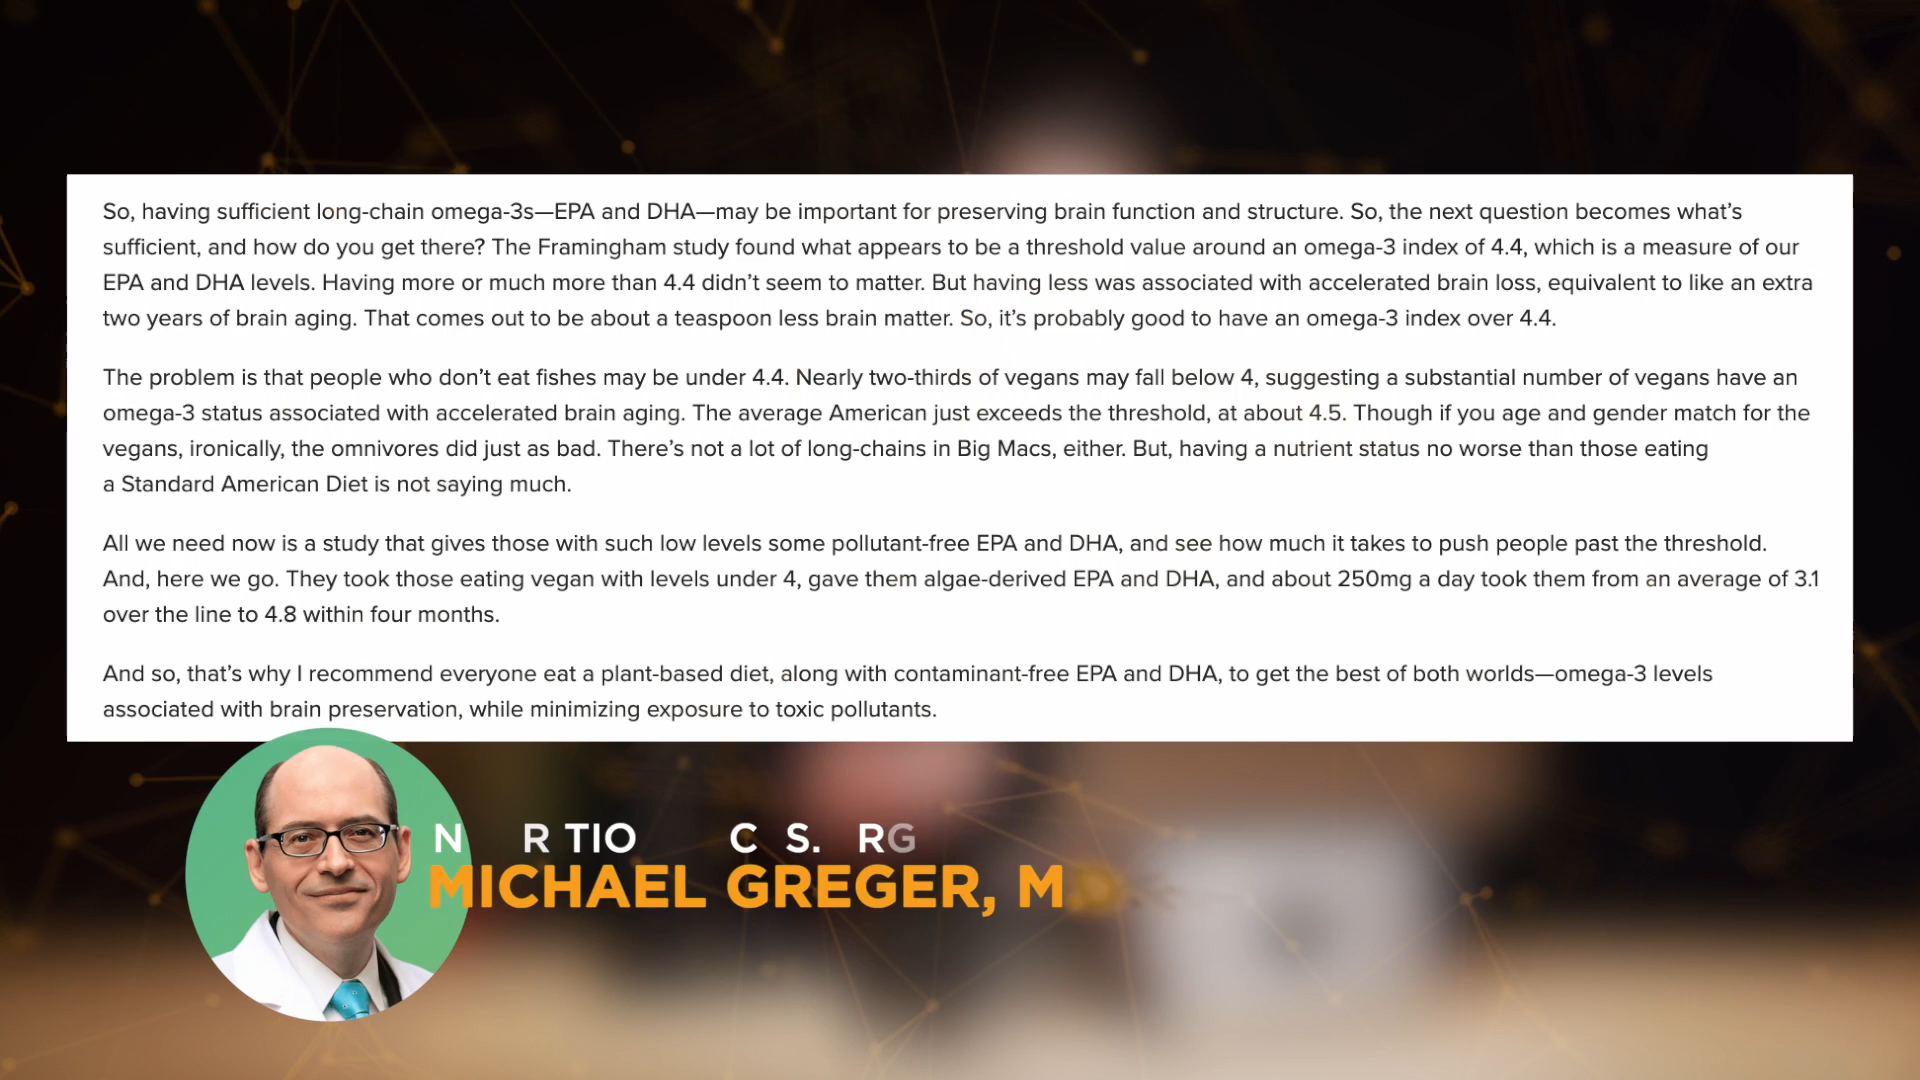 So, having sufficient long-chain omega-3s—EPA and DHA—may be important for preserving brain function and structure. So, the next question becomes what’s
sufficient, and how do you get there? The Framingham study found what appears to be a threshold value around an omega-3 index of 4.4, which is a measure of our
EPA and DHA levels. Having more or much more than 4.4 didn’t seem to matter. But having less was associated with accelerated brain loss, equivalent to like an extra
two years of brain aging. That comes out to be about a teaspoon less brain matter. So, it’s probably good to have an omega-3 index over 4.4.
The problem is that people who don’t eat fishes may be under 4.4. Nearly two-thirds of vegans may fall below 4, suggesting a substantial number of vegans have an
omega-3 status associated with accelerated brain aging. The average American just exceeds the threshold, at about 4.5. Though if you age and gender match for the
vegans, ironically, the omnivores did just as bad. There’s not a lot of long-chains in Big Macs, either. But, having a nutrient status no worse than those eating
a Standard American Diet is not saying much.
All we need now is a study that gives those with such low levels some pollutant-free EPA and DHA, and see how much it takes to push people past the threshold.
And, here we go. They took those eating vegan with levels under 4, gave them algae-derived EPA and DHA, and about 250mg a day took them from an average of 3.1
over the line to 4.8 within four months.
And so, that’s why I recommend everyone eat a plant-based diet, along with contaminant-free EPA and DHA, to get the best of both worlds—omega-3 levels
associated with brain preservation, while minimizing exposure to toxic pollutants.
N R TIO C S. RG
MICHAEL GREGER, M